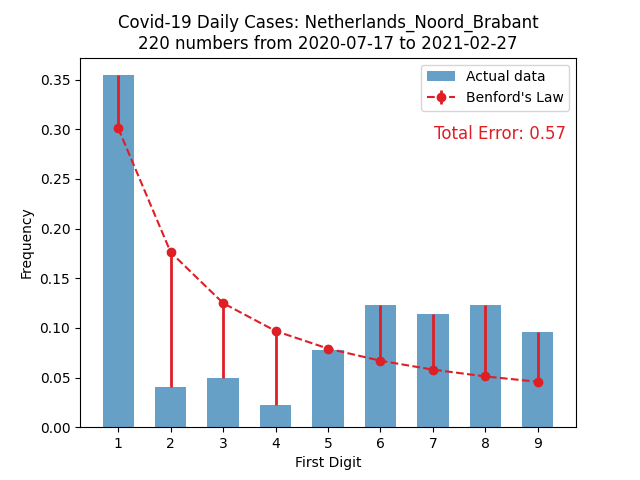 Covid-19 Daily Cases: Netherlands_Noord_Brabant
220 numbers from 2020-07-17 to 2021-02-27
Actual data
Benford's Law
Total Error: 0.57
Frequency
0.35
0.30
0.25
0.20
0.15
0.10
0.05
0.00
1 2 3 4 5 6 7 8 9
First Digit